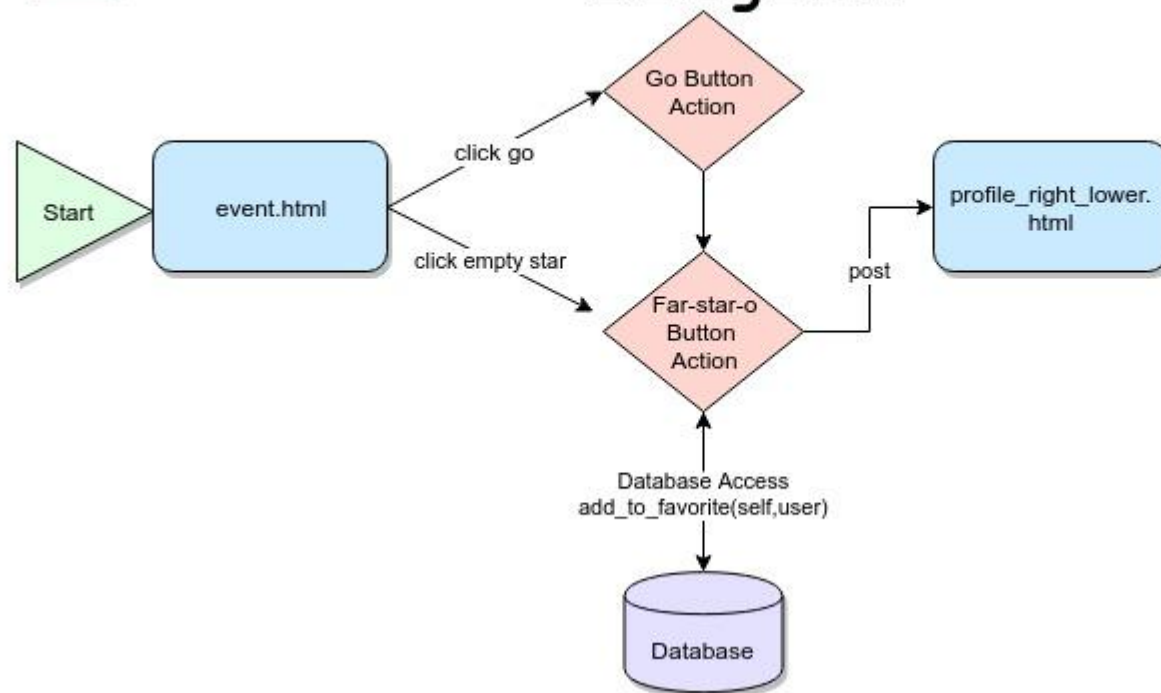 Go Button
Action
click go
Start
event.html
profile_right_lower.
html
click empty star
post
Far-star-o
Button
Action
Database Access
add_to_favorite(self,user)
Database